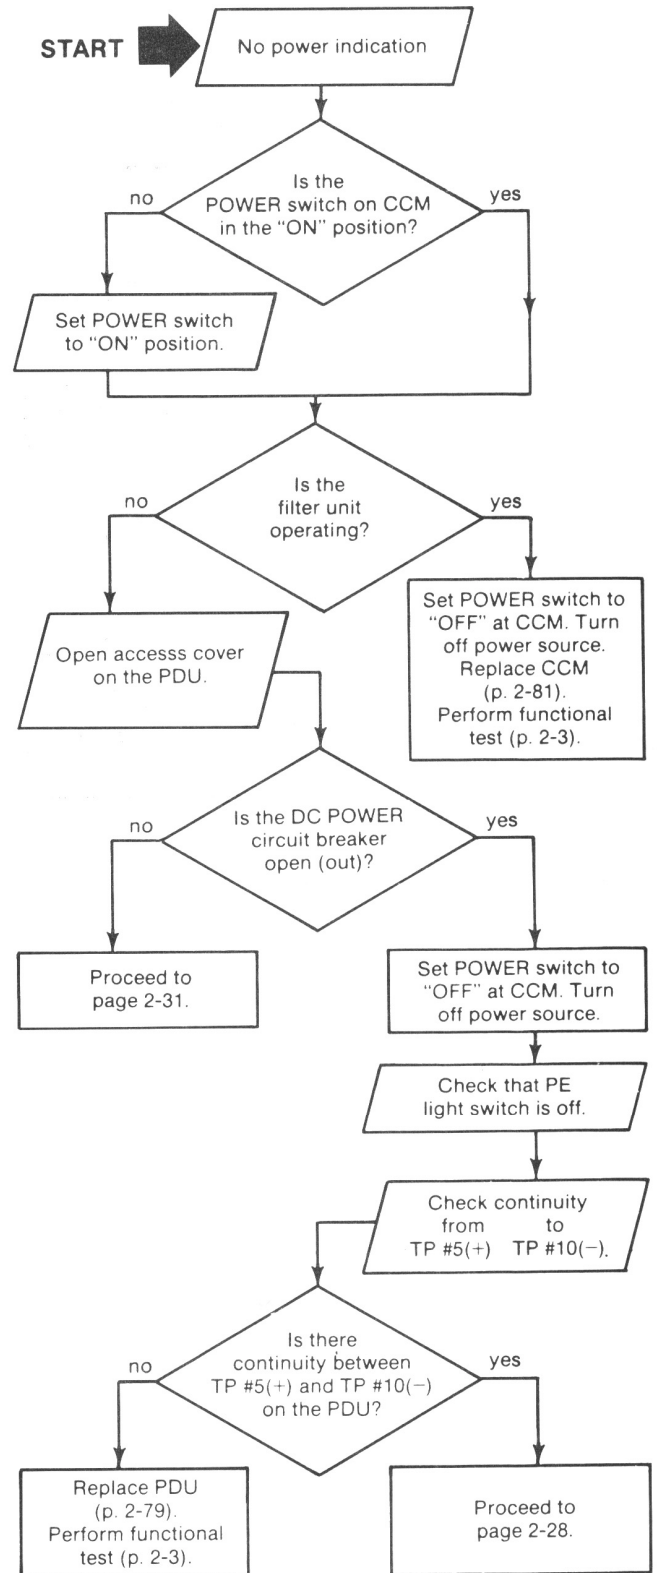 START
No power indication
Is the
POWER switch on CCM
in the “ON” position?
no
yes
Set POWER switch
to “ON” position.
Is the
filter unit
operating?
no
yes
Open accesss cover
on the PDU.
Set POWER switch to
“OFF” at CCM. Turn
off power source.
Replace CCM
(p. 2-81).
Perform functional
test (p. 2-3).
Is the DC POWER
circuit breaker
open (out)?
no
yes
Proceed to
page 2-31.
Set POWER switch to
“OFF” at CCM. Turn
off power source.
Check that PE
light switch is off.
Check continuity
from to
TP #5(+) TP #10(−).
Is there
continuity between
TP #5(+) and TP #10(−)
on the PDU?
no
yes
Replace PDU
(p. 2-79).
Perform functional
test (p. 2-3).
Proceed to
page 2-28.